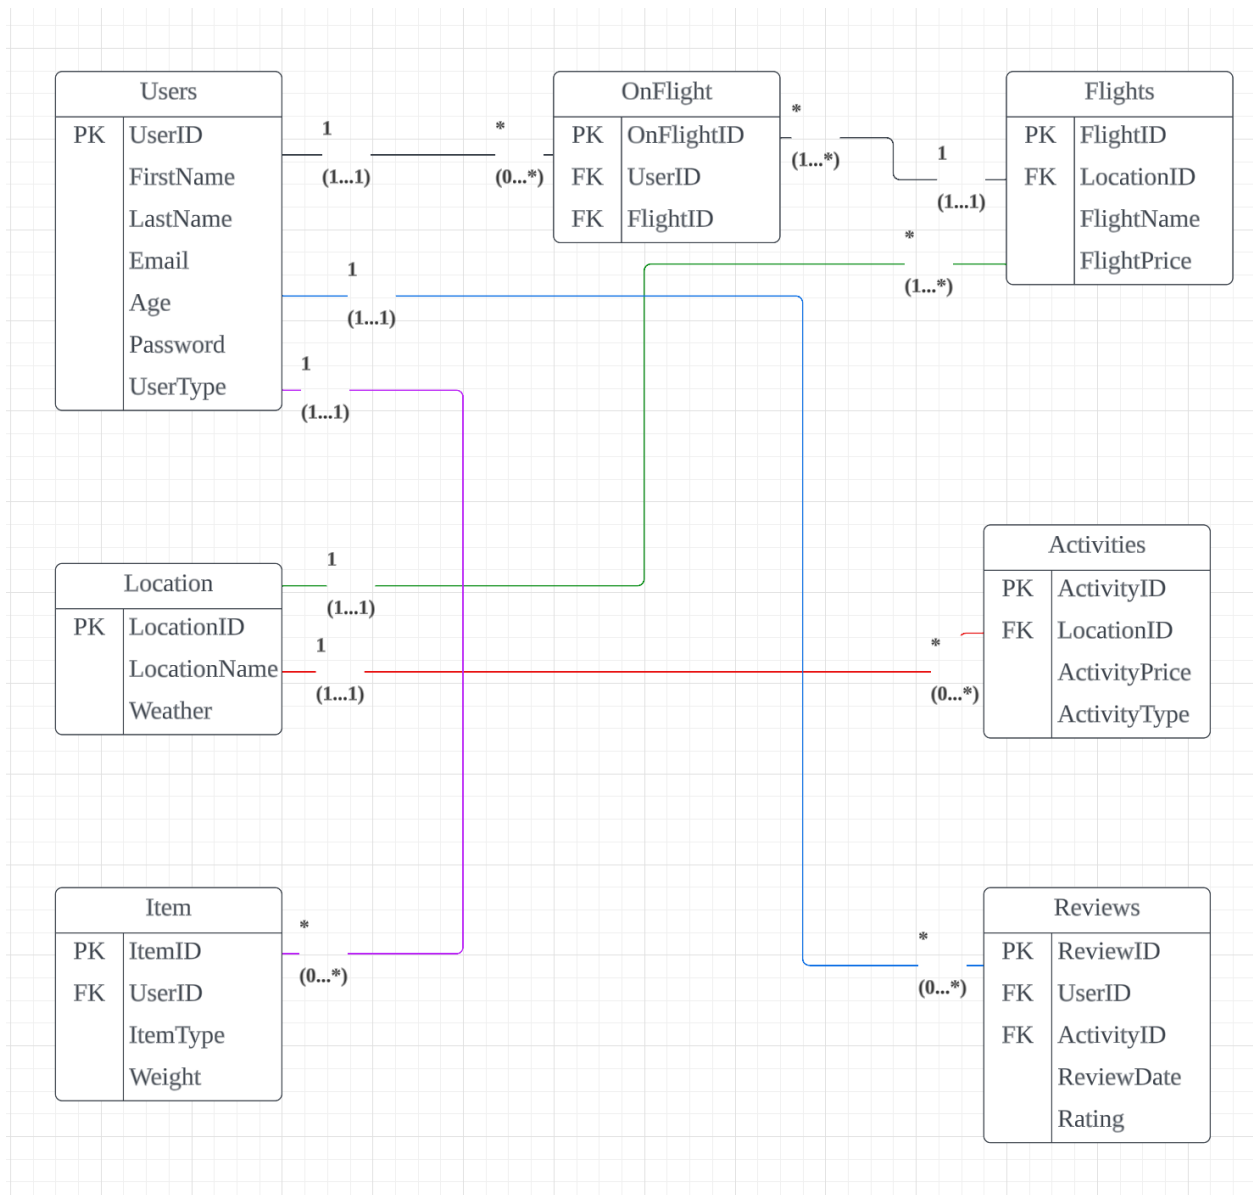 Users
PK UserID
FirstName
LastName
Email
Age
Password
UserType
1
(1...1)
*
(0...*)
OnFlight
PK OnFlightID
FK UserID
FK FlightID
*
(1...*)
1
(1...1)
Flights
PK FlightID
FK LocationID
FlightName
FlightPrice
*
(1...*)
1
(1...1)
1
(1...1)
Location
PK LocationID
LocationName
Weather
1
(1...1)
1
(1...1)
*
(0...*)
Activities
PK ActivityID
FK LocationID
ActivityPrice
ActivityType
Item
PK ItemID
FK UserID
ItemType
Weight
*
(0...*)
*
(0...*)
Reviews
PK ReviewID
FK UserID
FK ActivityID
ReviewDate
Rating